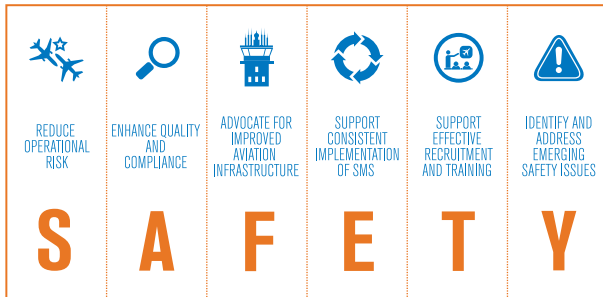 REDUCE
OPERATIONAL
RISK
ENHANCE QUALITY
AND
COMPLIANCE
ADVOCATE FOR
IMPROVED
AVIATION
INFRASTRUCTURE
SUPPORT
CONSISTENT
IMPLEMENTATION
OF SMS
SUPPORT
EFFECTIVE
RECRUITMENT
AND TRAINING
IDENTIFY AND
ADDRESS
EMERGING
SAFETY ISSUES
S A F E T Y